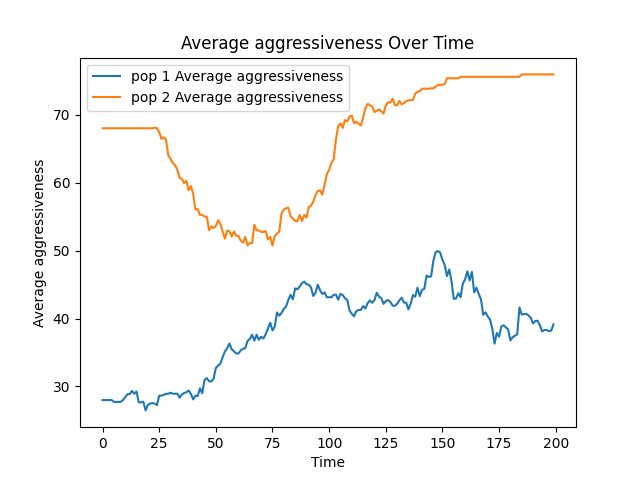 Average aggressiveness Over Time
pop 1 Average aggressiveness
pop 2 Average aggressiveness
Average aggressiveness
70
60
50
40
30
0 25 50 75 100 125 150 175 200
Time